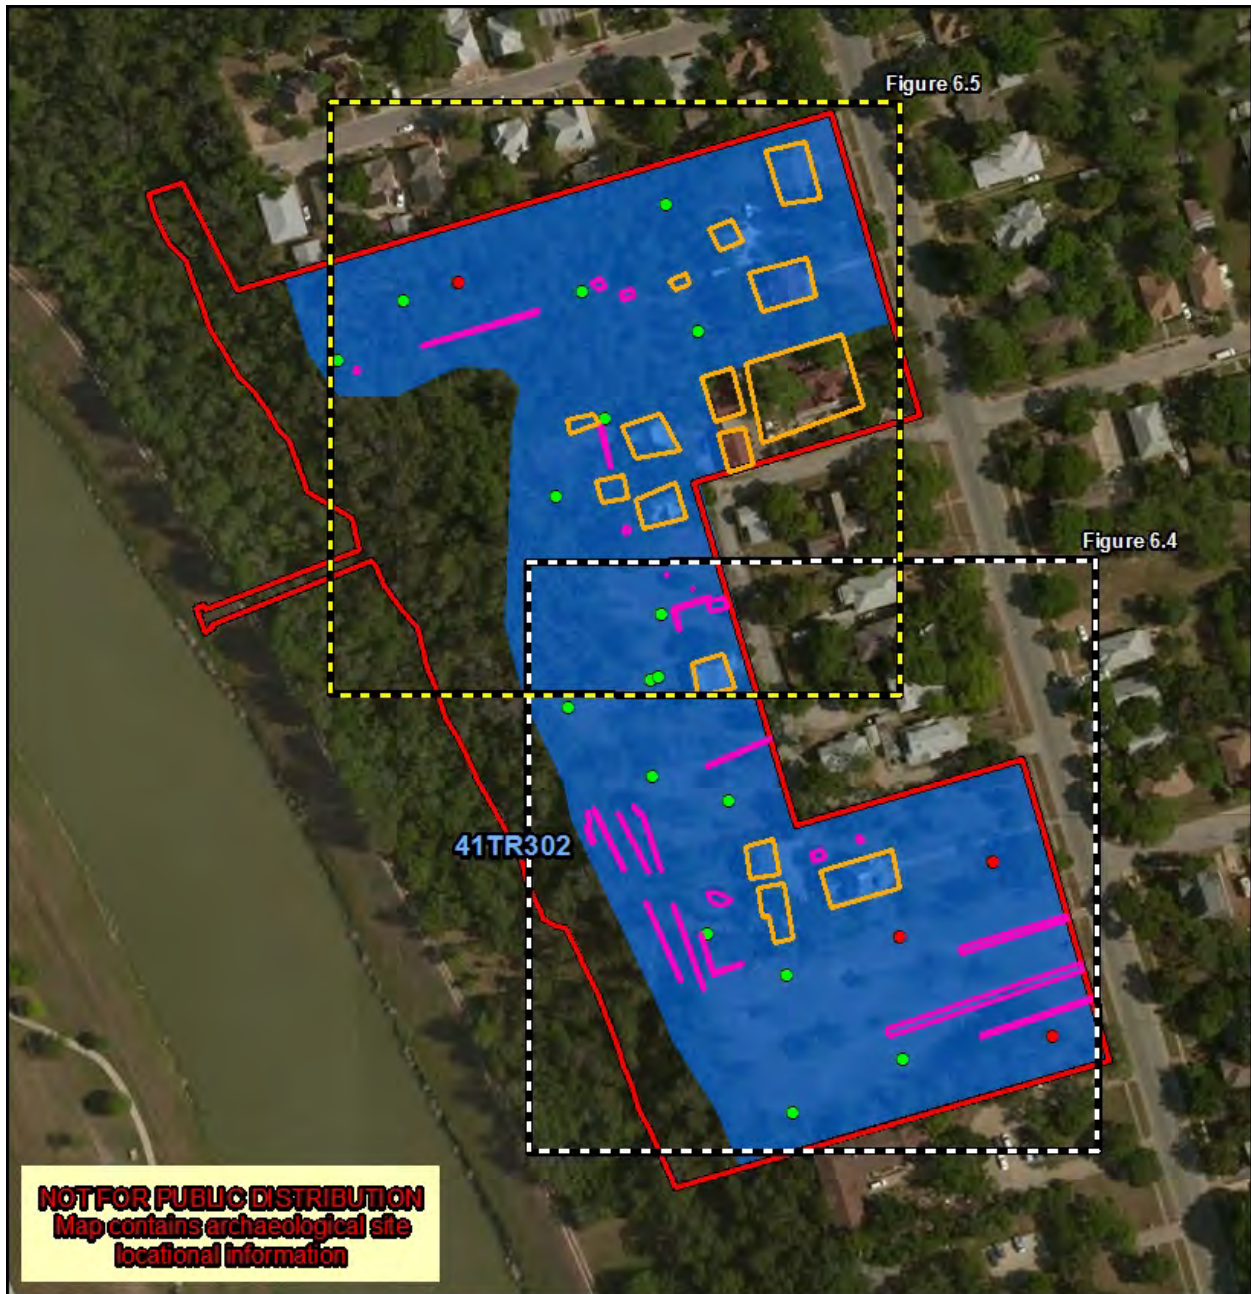 Figure 6.5
Figure 6.4
41TR302
NOT FOR PUBLIC DISTRIBUTION
Map contains archaeological site
locational information